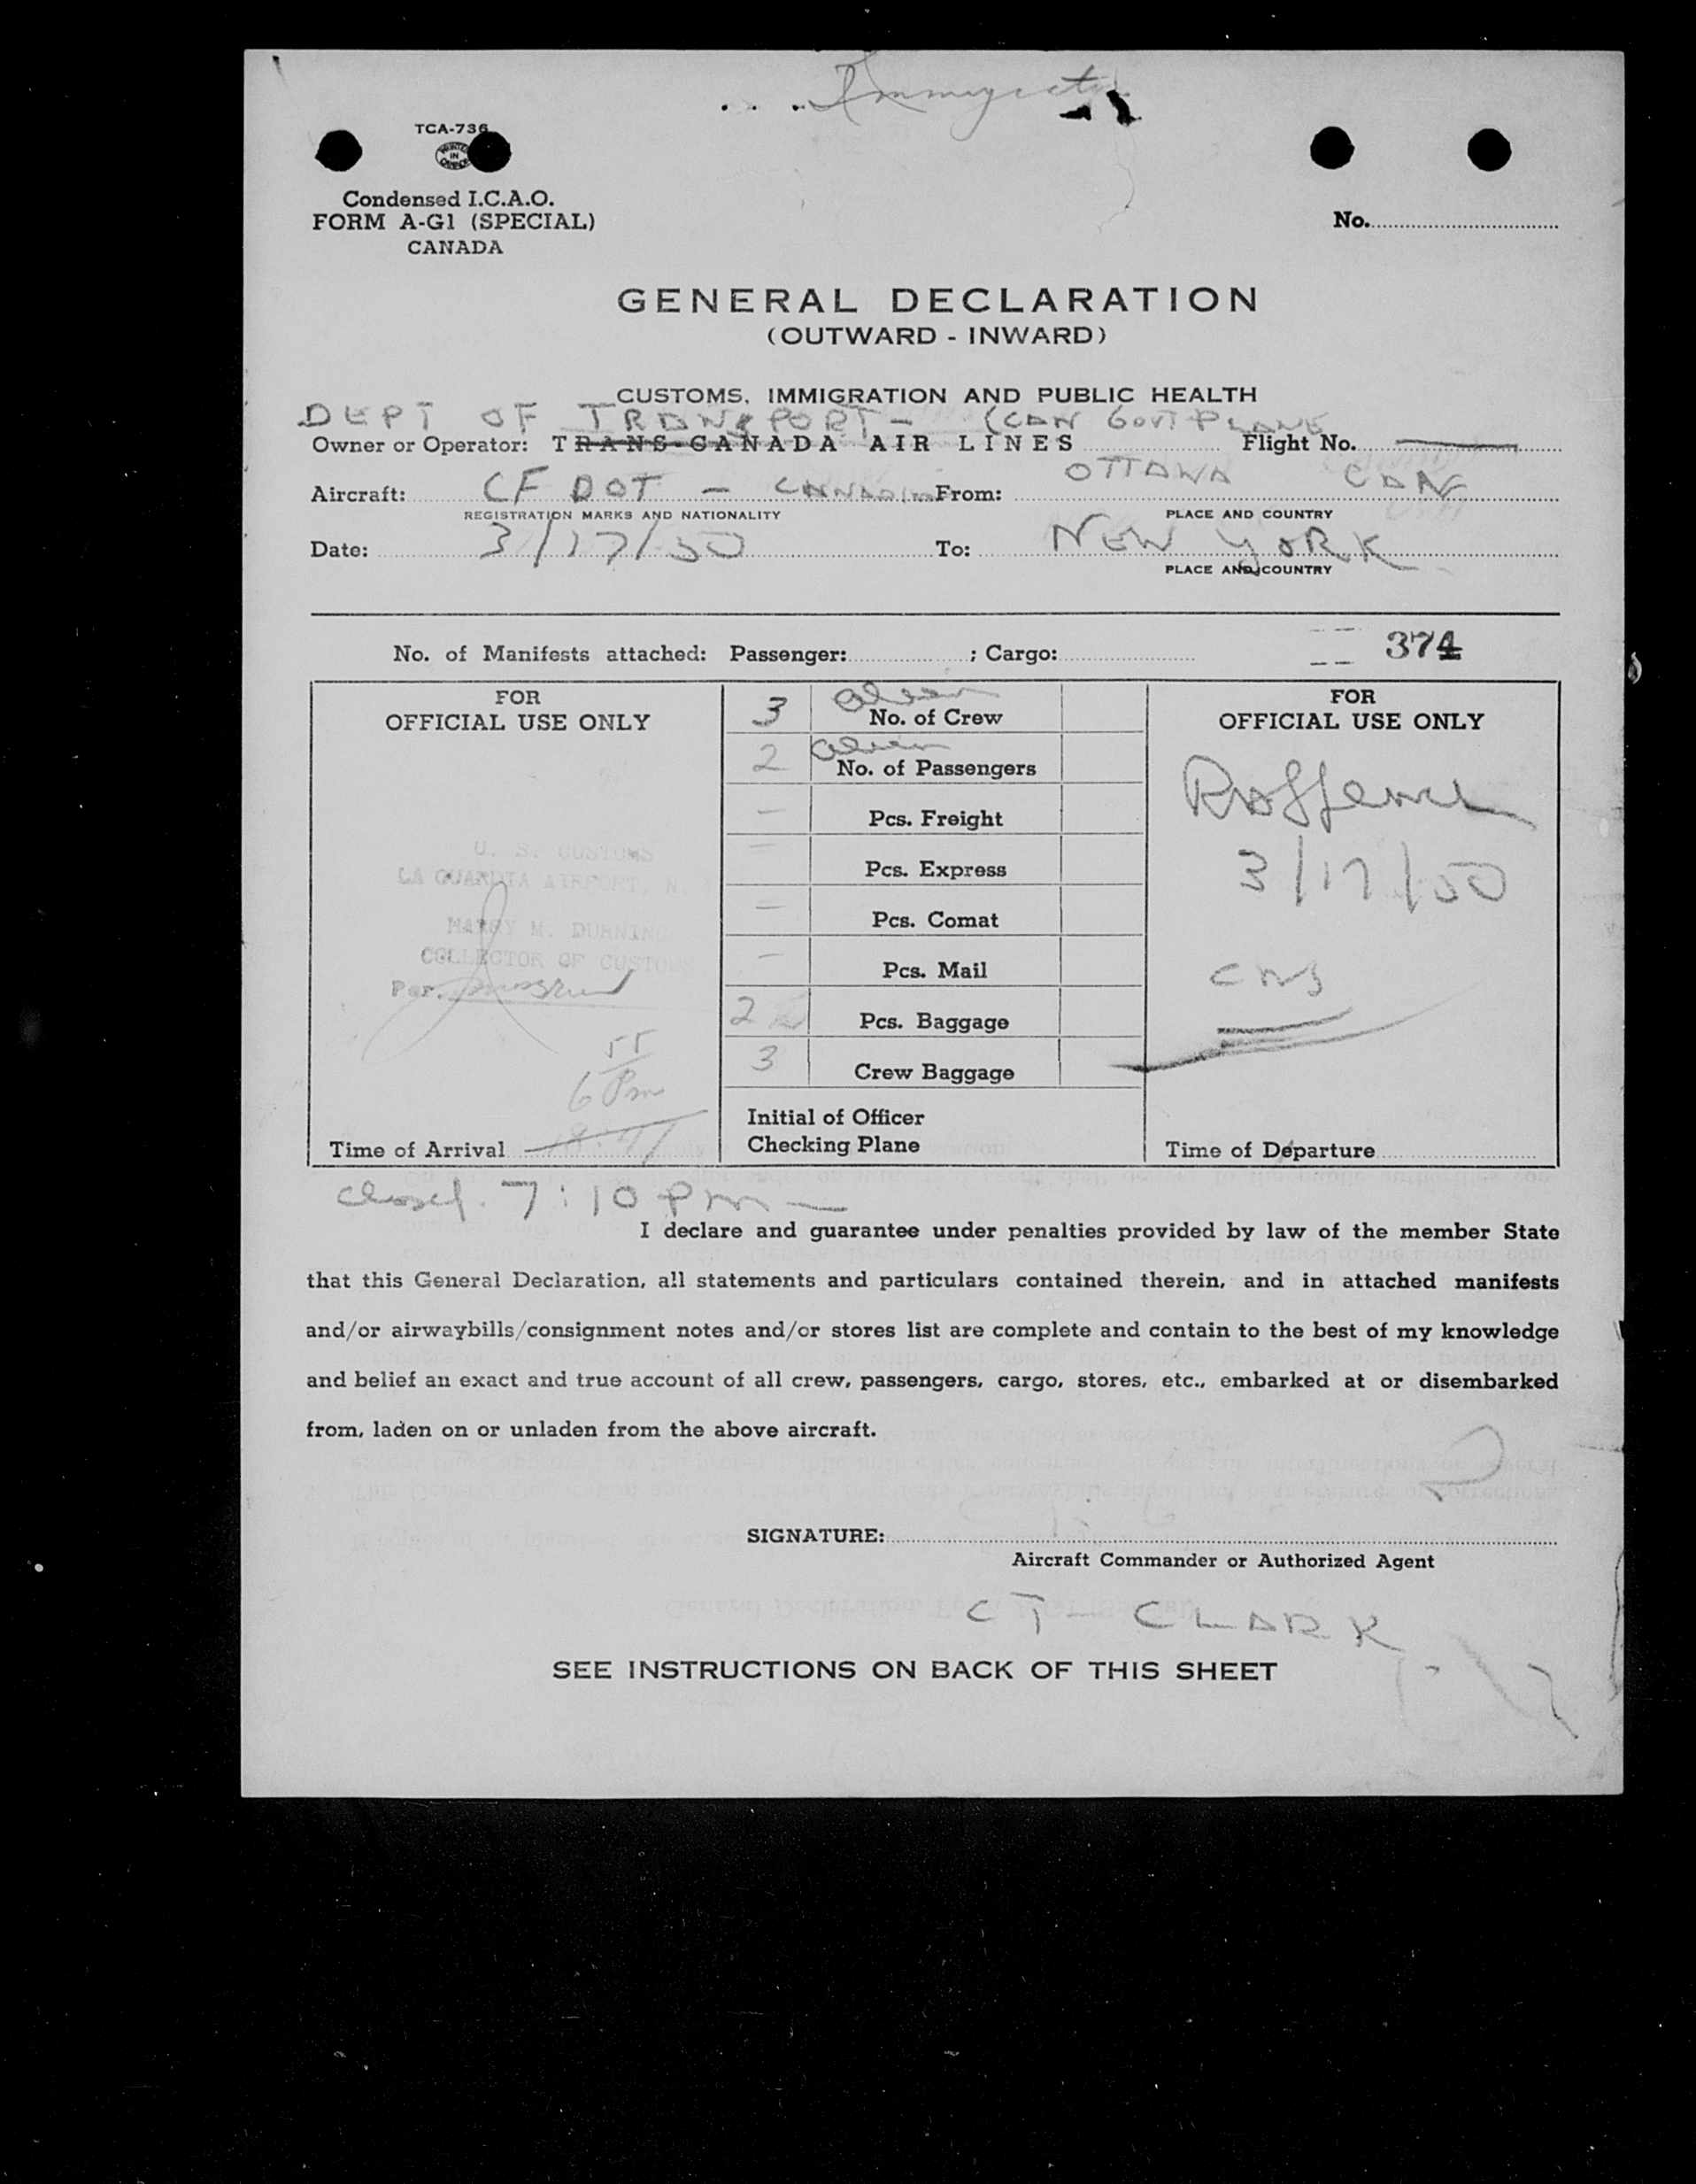 TCA-736
PRINTED IN CANADA
Condensed I.C.A.O.
FORM A-G1 (SPECIAL)
CANADA
No.
GENERAL DECLARATION
(OUTWARD - INWARD)
CUSTOMS, IMMIGRATION AND PUBLIC HEALTH
DEPT OF TRANSPORT - (CAN GOVT PLANE
Owner or Operator: TRANS-CANADA AIR LINES Flight No.
Aircraft: CF DOT - CANADIAN From: OTTAWA CAN
REGISTRATION MARKS AND NATIONALITY PLACE AND COUNTRY
Date: 3/17/50 To: NEW YORK
PLACE AND COUNTRY
No. of Manifests attached: Passenger: ; Cargo: 374
FOR
OFFICIAL USE ONLY
U. S. CUSTOMS
LA GUARDIA AIRPORT, N.
HARRY M. DURNING
COLLECTOR OF CUSTOMS
Per.
55
6 Pm
Time of Arrival
3 alien
No. of Crew
2 alien
No. of Passengers
— Pcs. Freight
= Pcs. Express
= Pcs. Comat
— Pcs. Mail
2 Pcs. Baggage
3 Crew Baggage
Initial of Officer
Checking Plane
FOR
OFFICIAL USE ONLY
3/17/50
Time of Departure
Closed. 7:10 Pm —
I declare and guarantee under penalties provided by law of the member State
that this General Declaration, all statements and particulars contained therein, and in attached manifests
and/or airwaybills/consignment notes and/or stores list are complete and contain to the best of my knowledge
and belief an exact and true account of all crew, passengers, cargo, stores, etc., embarked at or disembarked
from, laden on or unladen from the above aircraft.
2
SIGNATURE:
Aircraft Commander or Authorized Agent
CT - CLARK
SEE INSTRUCTIONS ON BACK OF THIS SHEET